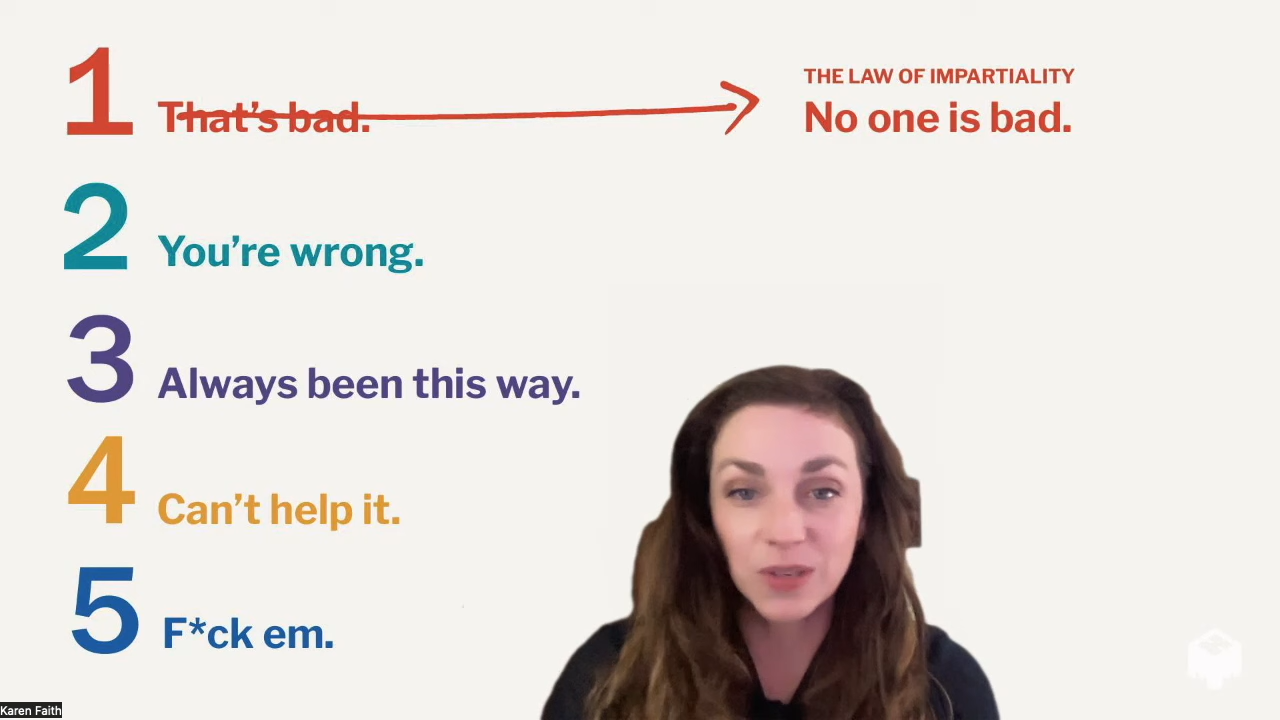 1 That's bad.
THE LAW OF IMPARTIALITY
No one is bad.
2 You're wrong.
3 Always been this way.
4 Can't help it.
5 F*ck em.
Karen Faith